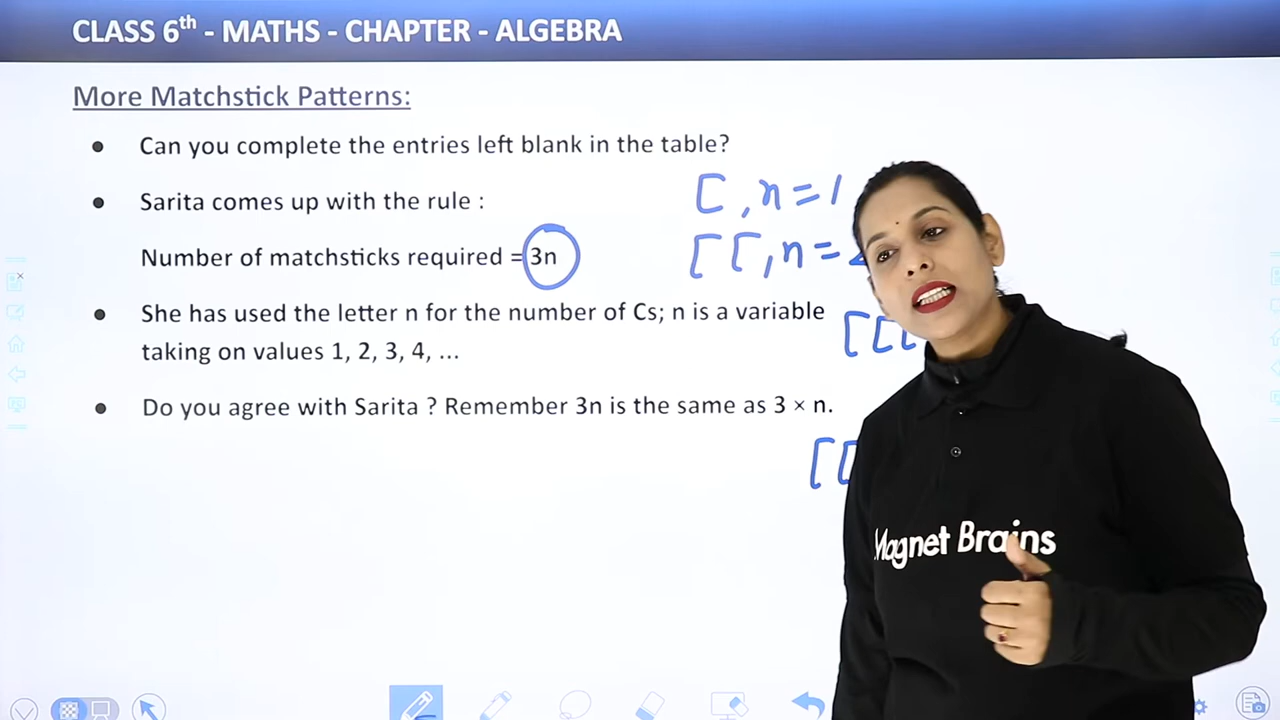 CLASS 6th - MATHS - CHAPTER - ALGEBRA
More Matchstick Patterns:
● Can you complete the entries left blank in the table?
● Sarita comes up with the rule :
[ , n = 1
Number of matchsticks required = 3n
[ [ , n = 2
● She has used the letter n for the number of Cs; n is a variable
taking on values 1, 2, 3, 4, ...
[ [ [
● Do you agree with Sarita ? Remember 3n is the same as 3 × n.
[ [
Magnet Brains